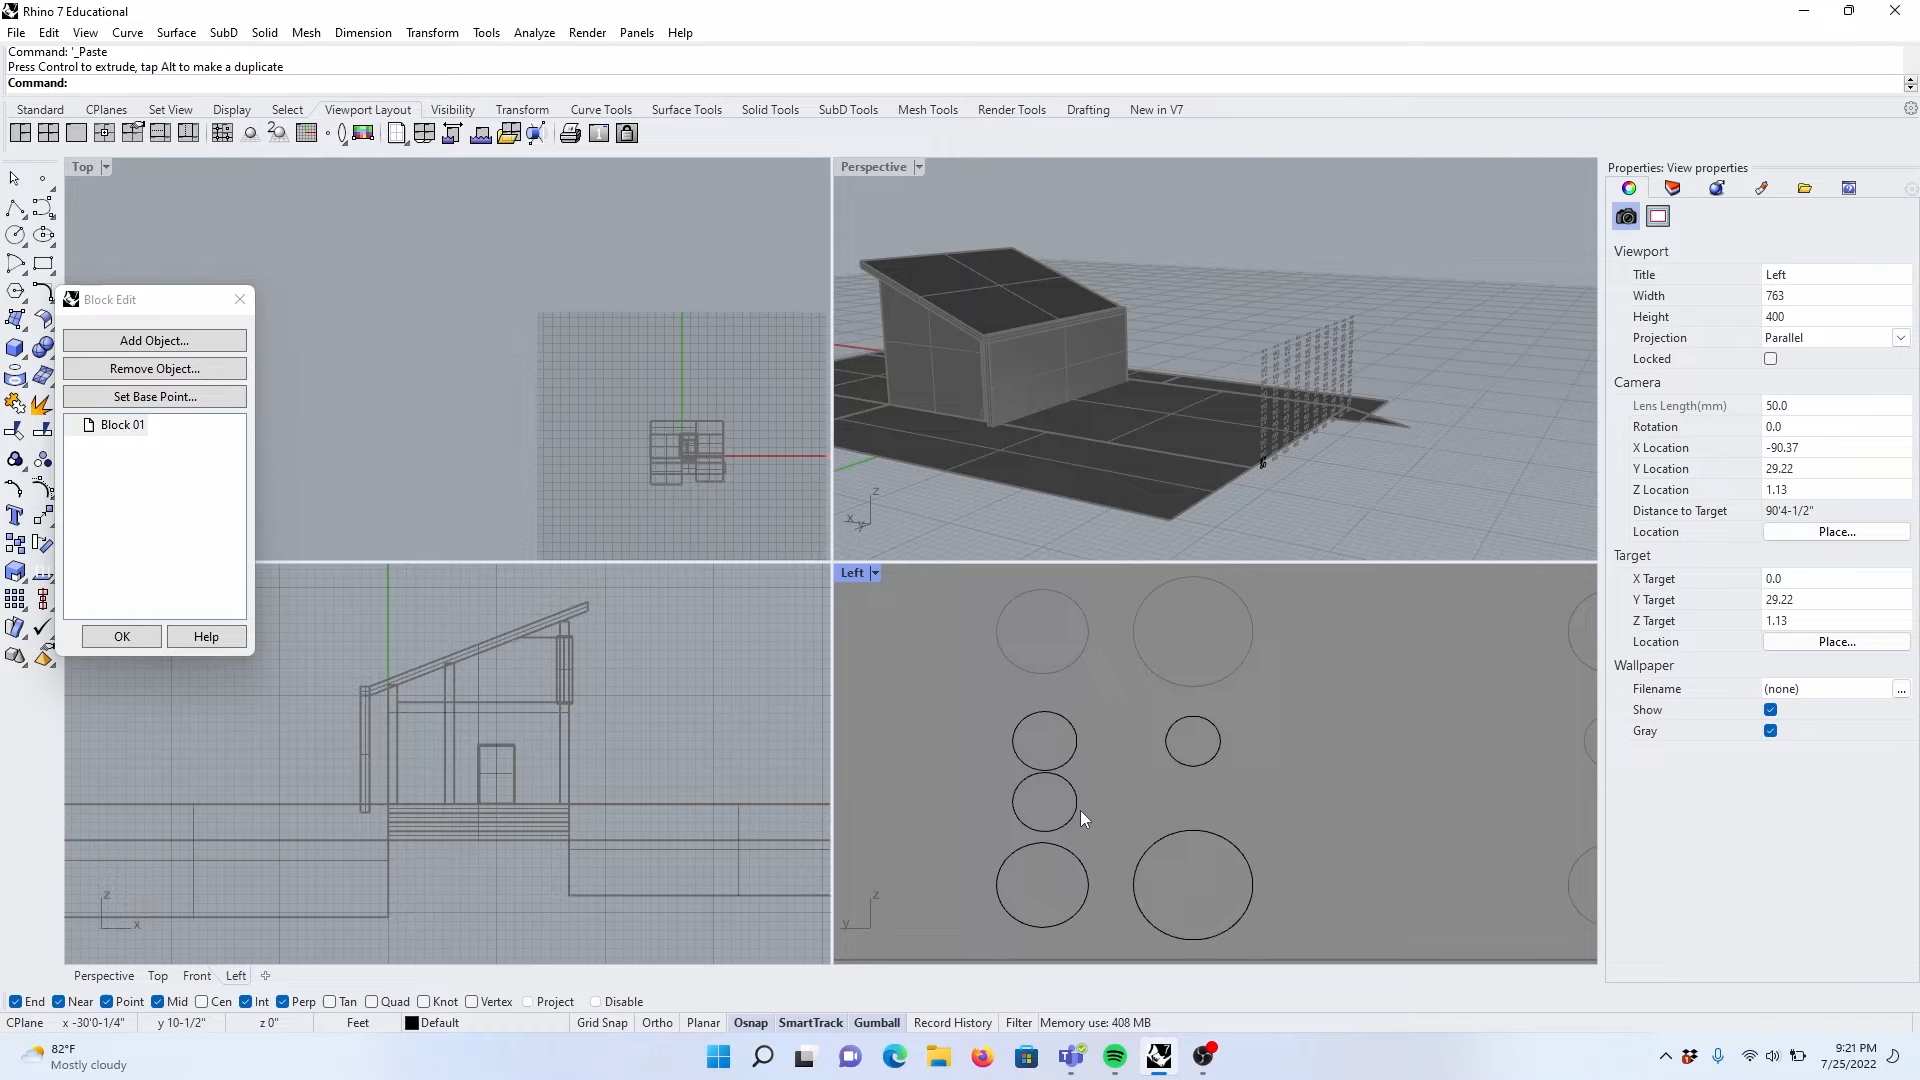 Rhino 7 Educational
File Edit View Curve Surface SubD Solid Mesh Dimension Transform Tools Analyze Render Panels Help
Command: '_Paste
Press Control to extrude, tap Alt to make a duplicate
Command:
Standard CPlanes Set View Display Select Viewport Layout Visibility Transform Curve Tools Surface Tools Solid Tools SubD Tools Mesh Tools Render Tools Drafting New in V7
Top
Perspective
Properties: View properties
Viewport
Title Left
Width 763
Height 400
Projection Parallel
Locked
Camera
Lens Length(mm) 50.0
Rotation 0.0
X Location -90.37
Y Location 29.22
Z Location 1.13
Distance to Target 90'4-1/2"
Location Place...
Target
X Target 0.0
Y Target 29.22
Z Target 1.13
Location Place...
Wallpaper
Filename (none) ...
Show
Gray
Block Edit
Add Object...
Remove Object...
Set Base Point...
Block 01
OK Help
z
x y
Left
z
x
z
y
Perspective Top Front Left
End Near Point Mid Cen Int Perp Tan Quad Knot Vertex Project Disable
CPlane x -30'0-1/4" y 10-1/2" z 0" Feet Default Grid Snap Ortho Planar Osnap SmartTrack Gumball Record History Filter Memory use: 408 MB
82°F
Mostly cloudy
9:21 PM
7/25/2022